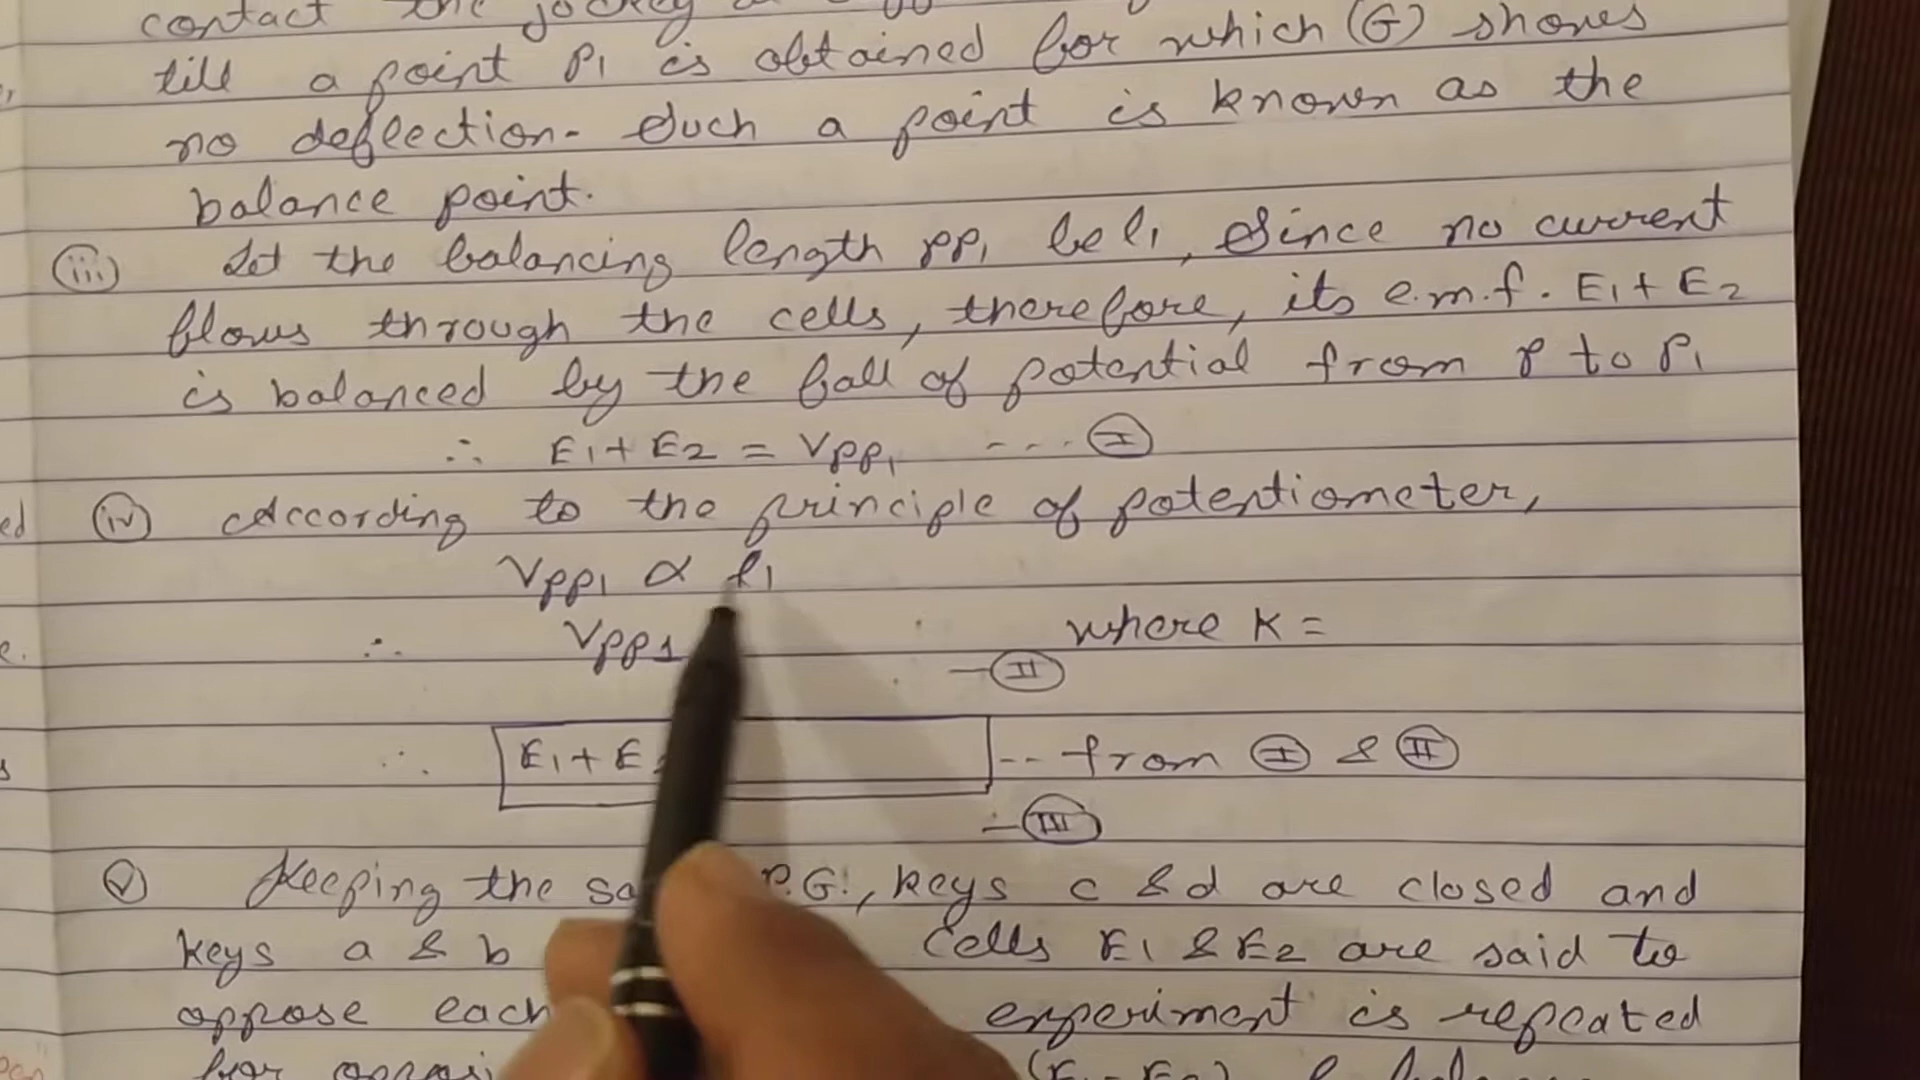 contact the jockey
till a point P1 is obtained for which (G) shows
no deflection. Such a point is known as the
balance point.
(iii) Let the balancing length PP1 be l1, Since no current
flows through the cells, therefore, its e.m.f. E1 + E2
is balanced by the fall of potential from P to P1
∴ E1 + E2 = VPP1 ---- (I)
ed
(iv) According to the principle of potentiometer,
VPP1 ∝ l1
∴ VPP1 where K =
— (II)
∴ E1 + E -- from (I) & (II)
— (III)
(v) Keeping the P.G., keys c & d are closed and
keys a & b Cells E1 & E2 are said to
oppose each experiment is repeated
for